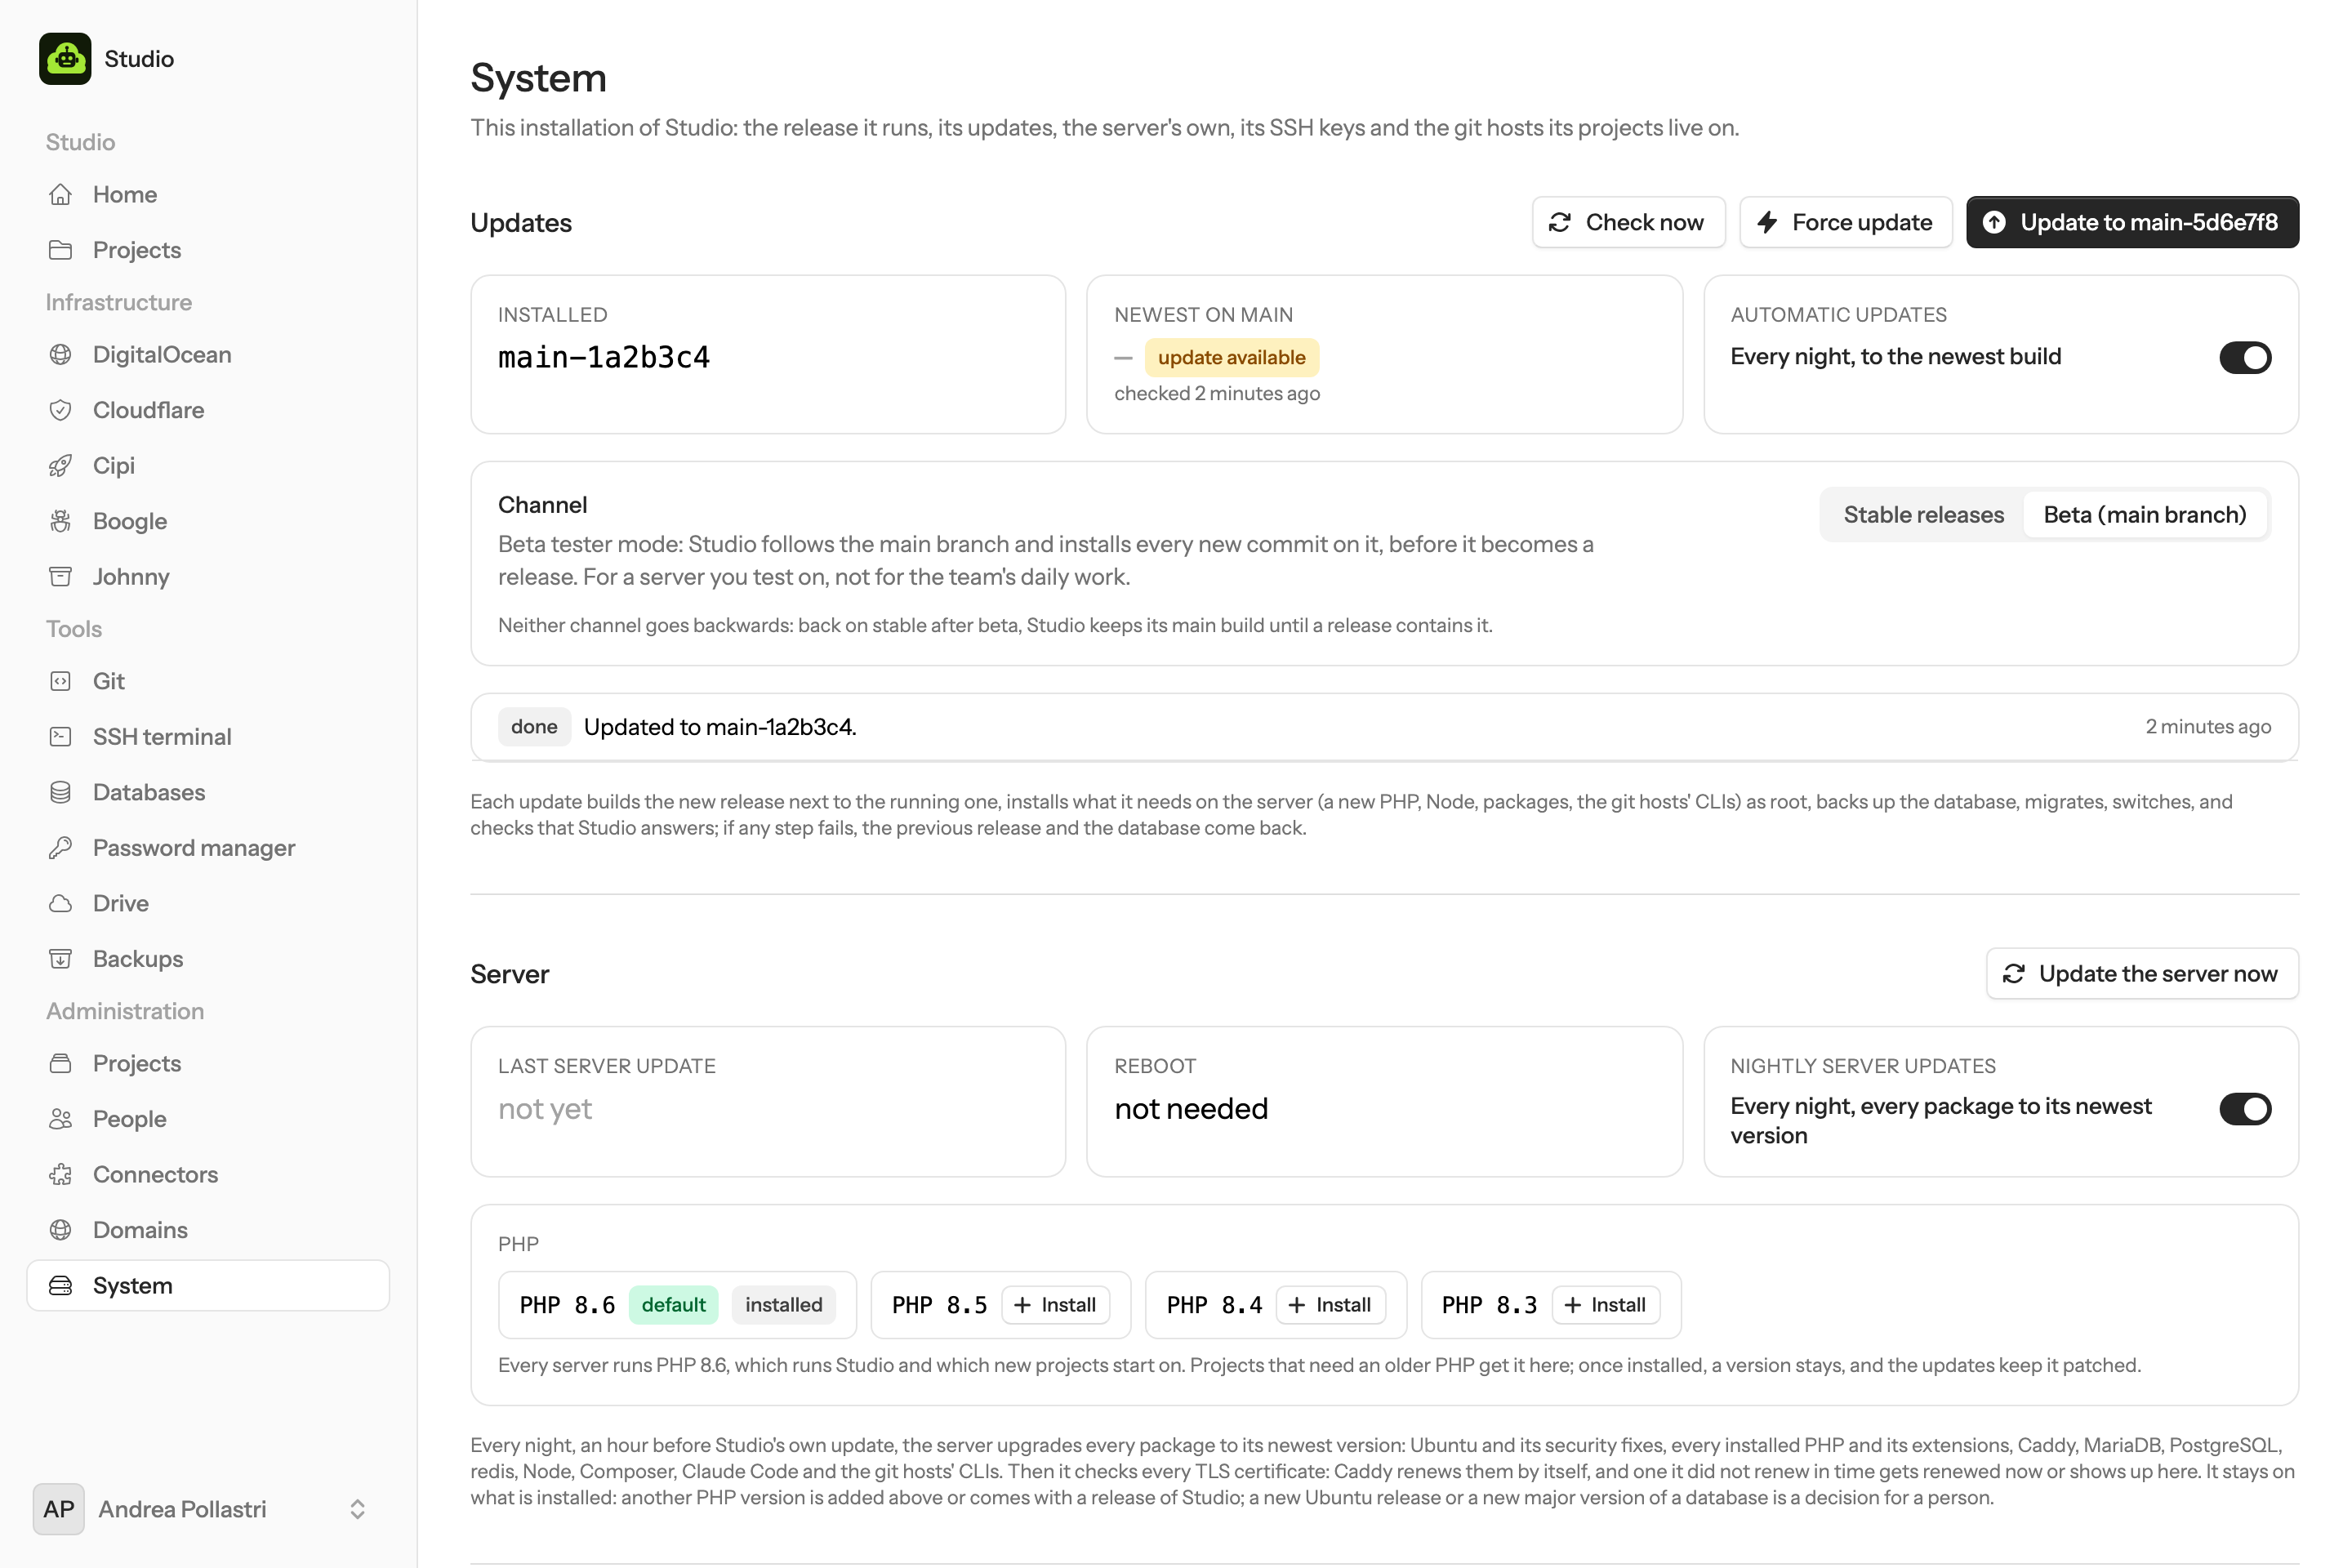 Studio
Studio
Home
Projects
Infrastructure
DigitalOcean
Cloudflare
Cipi
Boogle
Johnny
Tools
Git
SSH terminal
Databases
Password manager
Drive
Backups
Administration
Projects
People
Connectors
Domains
System
AP
Andrea Pollastri
System
This installation of Studio: the release it runs, its updates, the server's own, its SSH keys and the git hosts its projects live on.
Updates
Check now
Force update
Update to main-5d6e7f8
INSTALLED
main-1a2b3c4
NEWEST ON MAIN
— update available
checked 2 minutes ago
AUTOMATIC UPDATES
Every night, to the newest build
Channel
Beta tester mode: Studio follows the main branch and installs every new commit on it, before it becomes a
release. For a server you test on, not for the team's daily work.
Neither channel goes backwards: back on stable after beta, Studio keeps its main build until a release contains it.
Stable releases
Beta (main branch)
done Updated to main-1a2b3c4.
2 minutes ago
Each update builds the new release next to the running one, installs what it needs on the server (a new PHP, Node, packages, the git hosts' CLIs) as root, backs up the database, migrates, switches, and
checks that Studio answers; if any step fails, the previous release and the database come back.
Server
Update the server now
LAST SERVER UPDATE
not yet
REBOOT
not needed
NIGHTLY SERVER UPDATES
Every night, every package to its newest
version
PHP
PHP 8.6 default installed
PHP 8.5 + Install
PHP 8.4 + Install
PHP 8.3 + Install
Every server runs PHP 8.6, which runs Studio and which new projects start on. Projects that need an older PHP get it here; once installed, a version stays, and the updates keep it patched.
Every night, an hour before Studio's own update, the server upgrades every package to its newest version: Ubuntu and its security fixes, every installed PHP and its extensions, Caddy, MariaDB, PostgreSQL,
redis, Node, Composer, Claude Code and the git hosts' CLIs. Then it checks every TLS certificate: Caddy renews them by itself, and one it did not renew in time gets renewed now or shows up here. It stays on
what is installed: another PHP version is added above or comes with a release of Studio; a new Ubuntu release or a new major version of a database is a decision for a person.